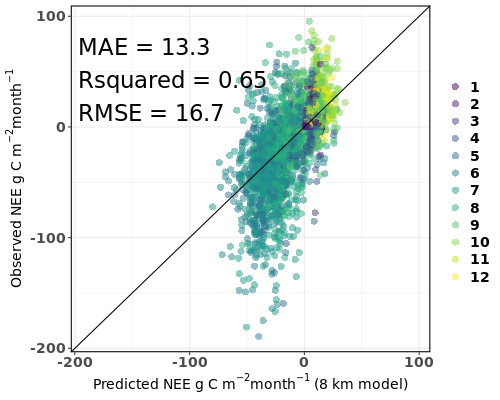 100
0
-100
-200
Observed NEE g C m⁻²month⁻¹
MAE = 13.3
Rsquared = 0.65
RMSE = 16.7
-200 -100 0 100
Predicted NEE g C m⁻²month⁻¹ (8 km model)
1
2
3
4
5
6
7
8
9
10
11
12